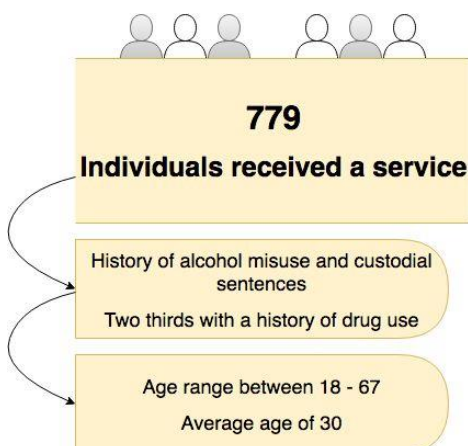 779
Individuals received a service
History of alcohol misuse and custodial
sentences
Two thirds with a history of drug use
Age range between 18 - 67
Average age of 30